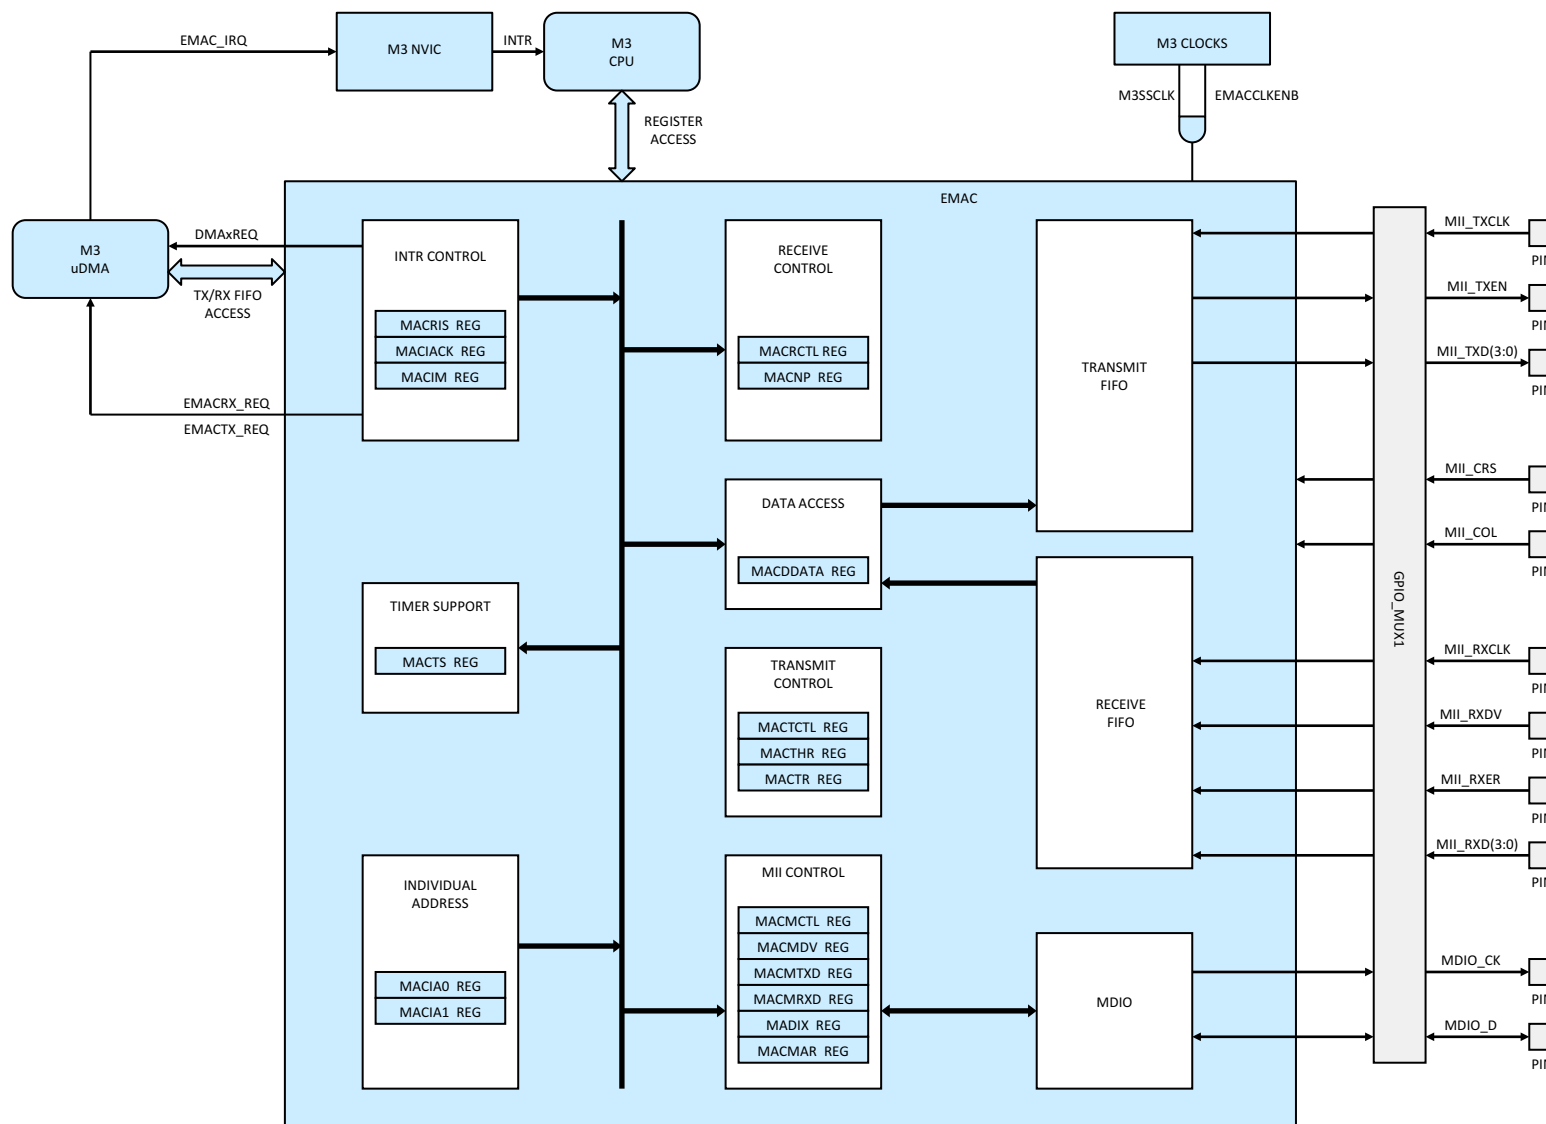 EMAC_IRQ
M3 NVIC
INTR
M3
CPU
M3 CLOCKS
M3SSCLK
EMACCLKENB
REGISTER
ACCESS
EMAC
M3
uDMA
DMAxREQ
TX/RX FIFO
ACCESS
EMACRX_REQ
EMACTX_REQ
INTR CONTROL
MACRIS REG
MACIACK REG
MACIM REG
RECEIVE
CONTROL
MACRCTL REG
MACNP REG
TRANSMIT
FIFO
DATA ACCESS
MACDDATA REG
TIMER SUPPORT
MACTS REG
TRANSMIT
CONTROL
MACTCTL REG
MACTHR REG
MACTR REG
RECEIVE
FIFO
INDIVIDUAL
ADDRESS
MACIA0 REG
MACIA1 REG
MII CONTROL
MACMCTL REG
MACMDV REG
MACMTXD REG
MACMRXD REG
MADIX REG
MACMAR REG
MDIO
GPIO_MUX1
MII_TXCLK
MII_TXEN
MII_TXD(3:0)
MII_CRS
MII_COL
MII_RXCLK
MII_RXDV
MII_RXER
MII_RXD(3:0)
MDIO_CK
MDIO_D